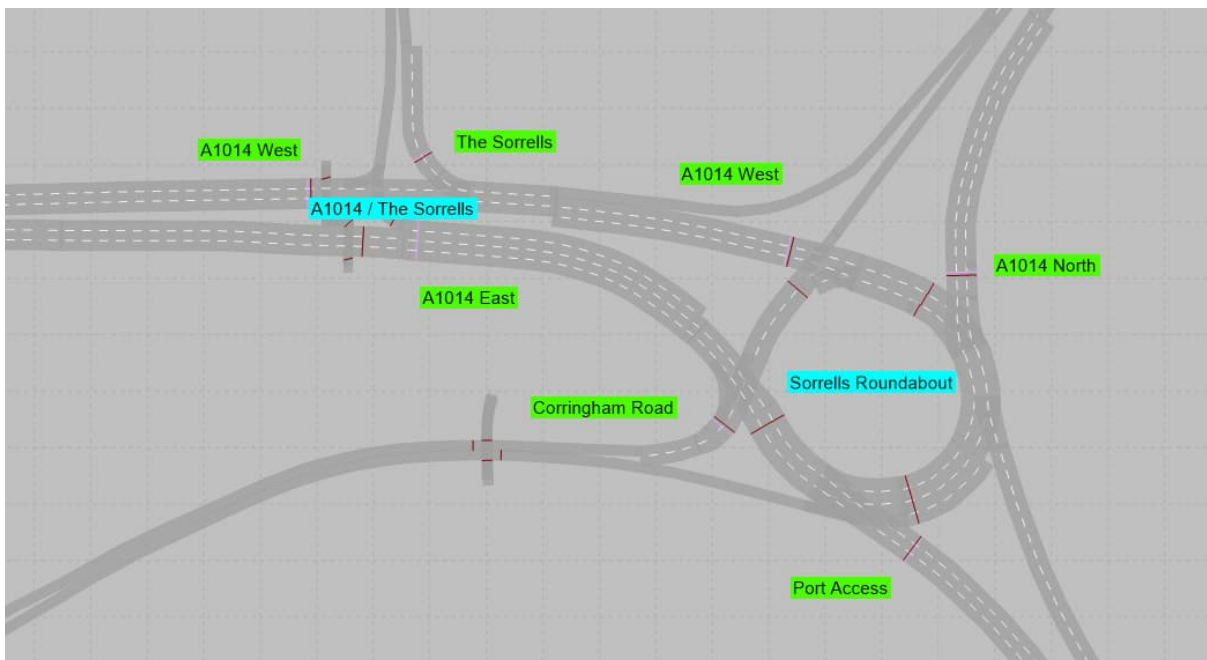 The Sorrells
A1014 West
A1014 West
A1014 / The Sorrells
A1014 North
A1014 East
Sorrells Roundabout
Corringham Road
Port Access